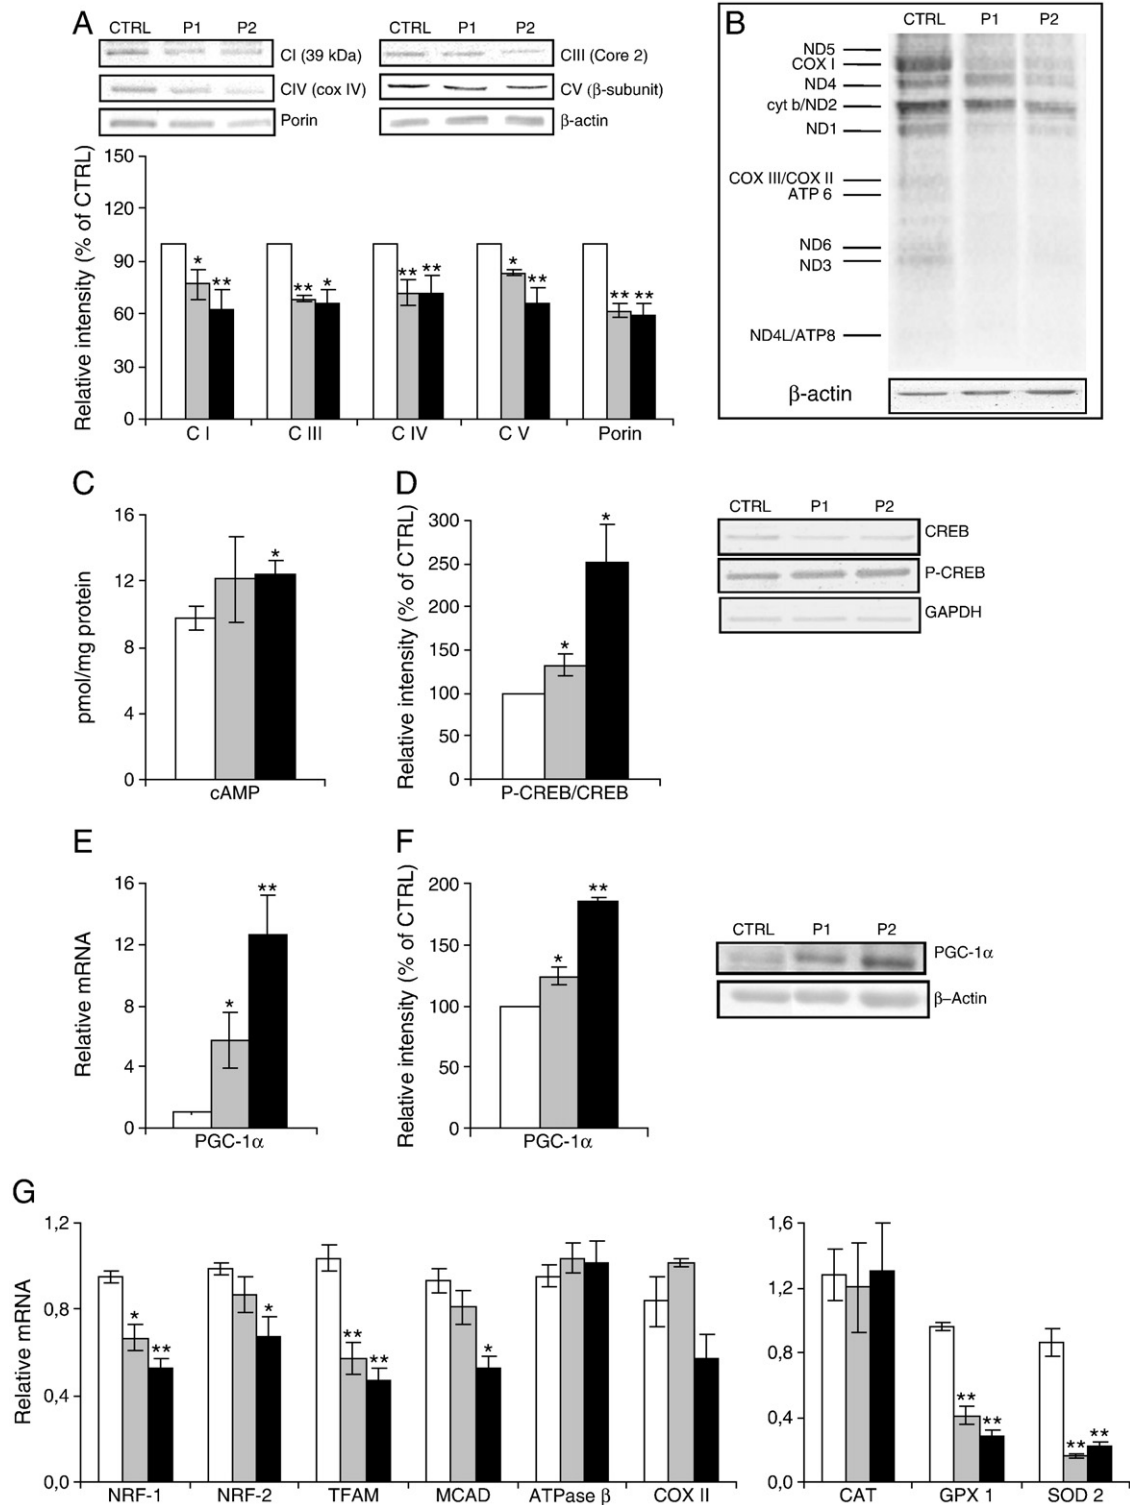 A
CTRL P1 P2
CI (39 kDa)
CIV (cox IV)
Porin
CTRL P1 P2
CIII (Core 2)
CV (β-subunit)
β-actin
Relative intensity (% of CTRL)
150
120
90
60
30
0
* **
** *
** **
* **
** **
C I C III C IV C V Porin
B
CTRL P1 P2
ND5
COX I
ND4
cyt b/ND2
ND1
COX III/COX II
ATP 6
ND6
ND3
ND4L/ATP8
β-actin
C
pmol/mg protein
16
12
8
4
0
*
cAMP
D
Relative intensity (% of CTRL)
300
250
200
150
100
50
0
* *
P-CREB/CREB
CTRL P1 P2
CREB
P-CREB
GAPDH
E
Relative mRNA
16
12
8
4
0
* **
PGC-1α
F
Relative intensity (% of CTRL)
200
150
100
50
0
* **
PGC-1α
CTRL P1 P2
PGC-1α
β–Actin
G
Relative mRNA
1,2
0,8
0,4
0,0
* **
*
** **
*
NRF-1 NRF-2 TFAM MCAD ATPase β COX II
1,6
1,2
0,8
0,4
0,0
** **
** **
CAT GPX 1 SOD 2